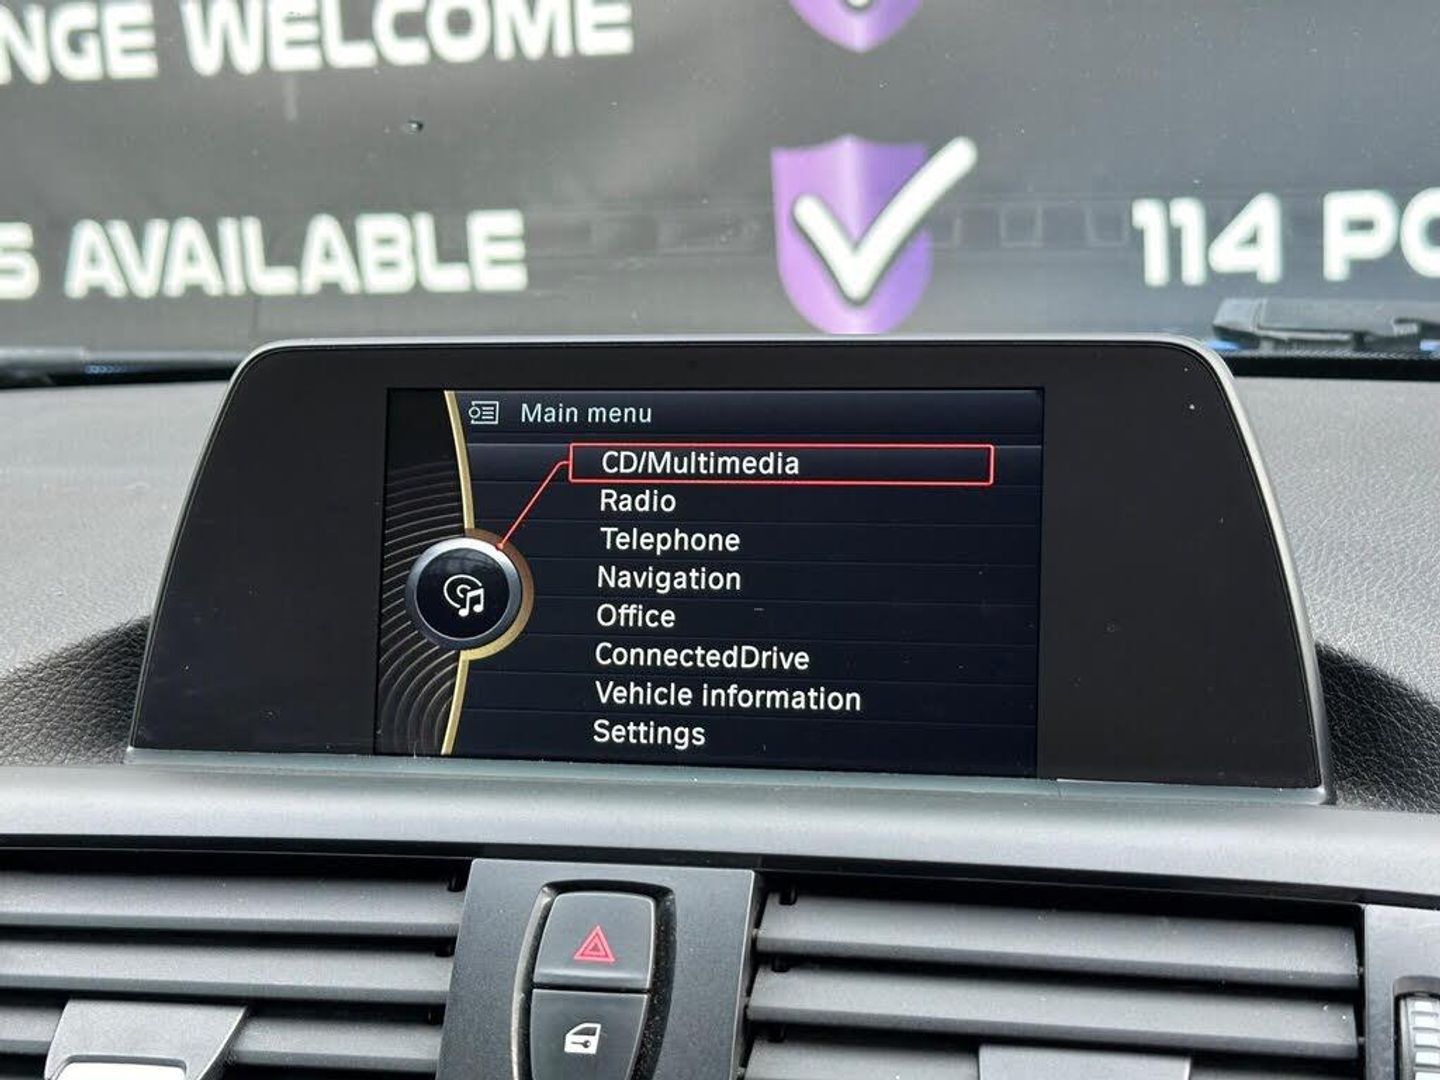 NGE WELCOME
S AVAILABLE
114 PO
Main menu
CD/Multimedia
Radio
Telephone
Navigation
Office
ConnectedDrive
Vehicle information
Settings